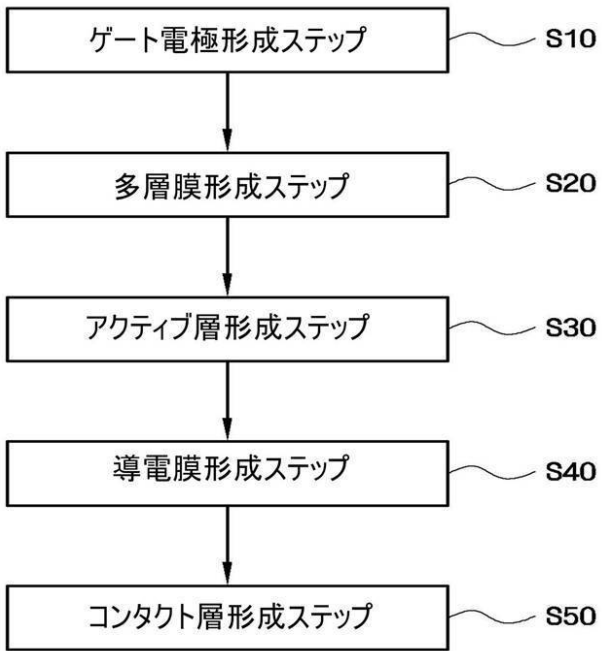 ゲート電極形成ステップ S10
多層膜形成ステップ S20
アクティブ層形成ステップ S30
導電膜形成ステップ S40
コンタクト層形成ステップ S50